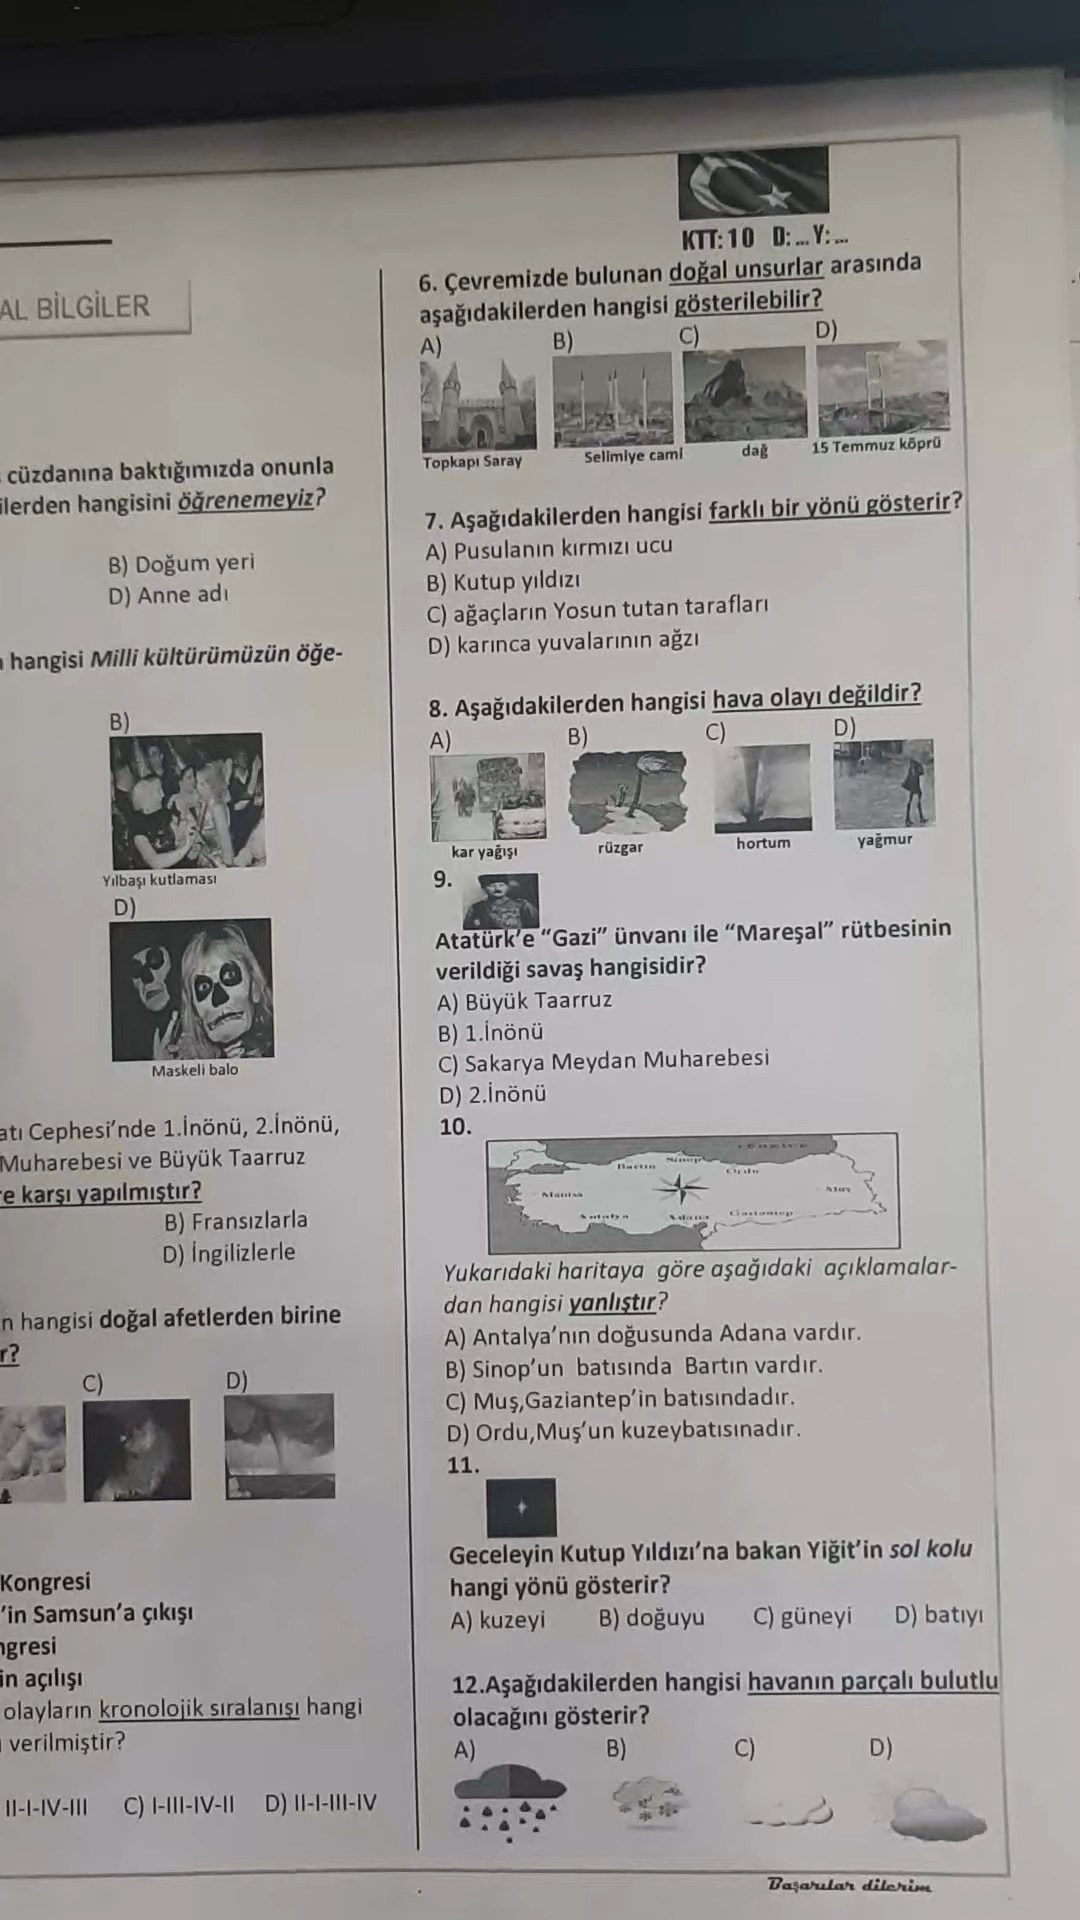 AL BİLGİLER
cüzdanına baktığımızda onunla
ilerden hangisini öğrenemeyiz?
B) Doğum yeri
D) Anne adı
hangisi Milli kültürümüzün öğe-
B)
Yılbaşı kutlaması
D)
Maskeli balo
atı Cephesi'nde 1.İnönü, 2.İnönü,
Muharebesi ve Büyük Taarruz
e karşı yapılmıştır?
B) Fransızlarla
D) İngilizlerle
n hangisi doğal afetlerden birine
r?
C) D)
Kongresi
'in Samsun'a çıkışı
ngresi
in açılışı
olayların kronolojik sıralanışı hangi
verilmiştir?
II-I-IV-III C) I-III-IV-II D) II-I-III-IV
KTT: 10 D: ... Y: ...
6. Çevremizde bulunan doğal unsurlar arasında
aşağıdakilerden hangisi gösterilebilir?
A) B) C) D)
Topkapı Saray Selimiye cami dağ 15 Temmuz köprü
7. Aşağıdakilerden hangisi farklı bir yönü gösterir?
A) Pusulanın kırmızı ucu
B) Kutup yıldızı
C) ağaçların Yosun tutan tarafları
D) karınca yuvalarının ağzı
8. Aşağıdakilerden hangisi hava olayı değildir?
A) B) C) D)
kar yağışı rüzgar hortum yağmur
9.
Atatürk'e "Gazi" ünvanı ile "Mareşal" rütbesinin
verildiği savaş hangisidir?
A) Büyük Taarruz
B) 1.İnönü
C) Sakarya Meydan Muharebesi
D) 2.İnönü
10.
Bartın Sinop Ordu
Manisa Muş
Antalya Adana Gaziantep
Yukarıdaki haritaya göre aşağıdaki açıklamalar-
dan hangisi yanlıştır?
A) Antalya'nın doğusunda Adana vardır.
B) Sinop'un batısında Bartın vardır.
C) Muş,Gaziantep'in batısındadır.
D) Ordu,Muş'un kuzeybatısınadır.
11.
Geceleyin Kutup Yıldızı'na bakan Yiğit'in sol kolu
hangi yönü gösterir?
A) kuzeyi B) doğuyu C) güneyi D) batıyı
12.Aşağıdakilerden hangisi havanın parçalı bulutlu
olacağını gösterir?
A) B) C) D)
Başarılar dilerim